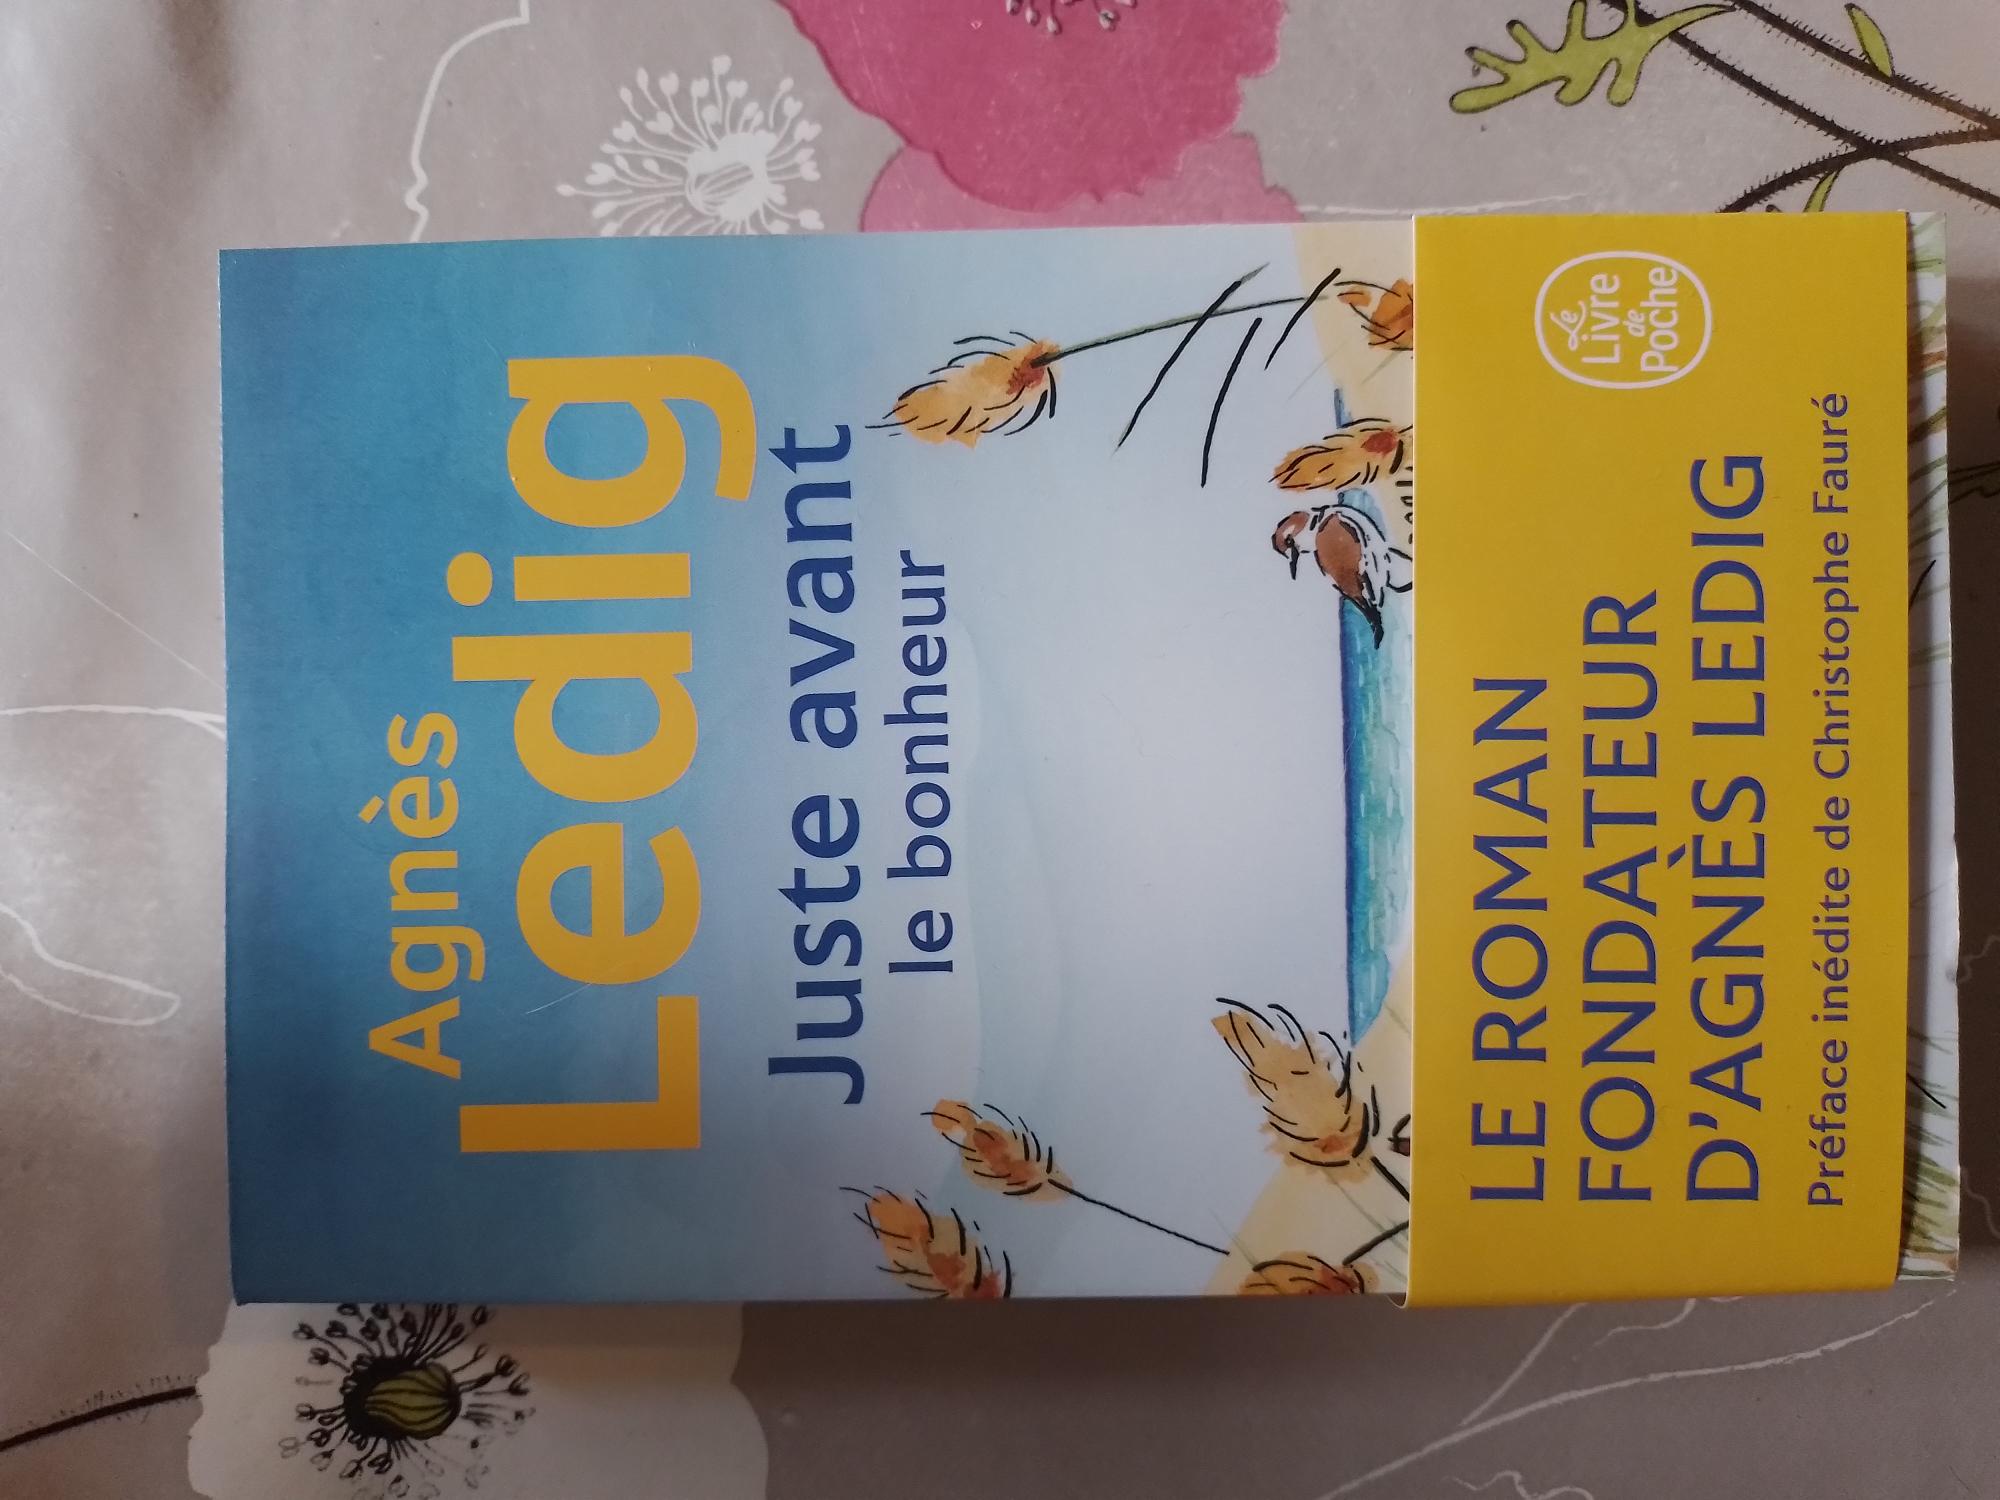 Agnès
Ledig
Juste avant
le bonheur
LE ROMAN
FONDATEUR
D'AGNÈS LEDIG
Préface inédite de Christophe Fauré
Le
Livre
de
Poche